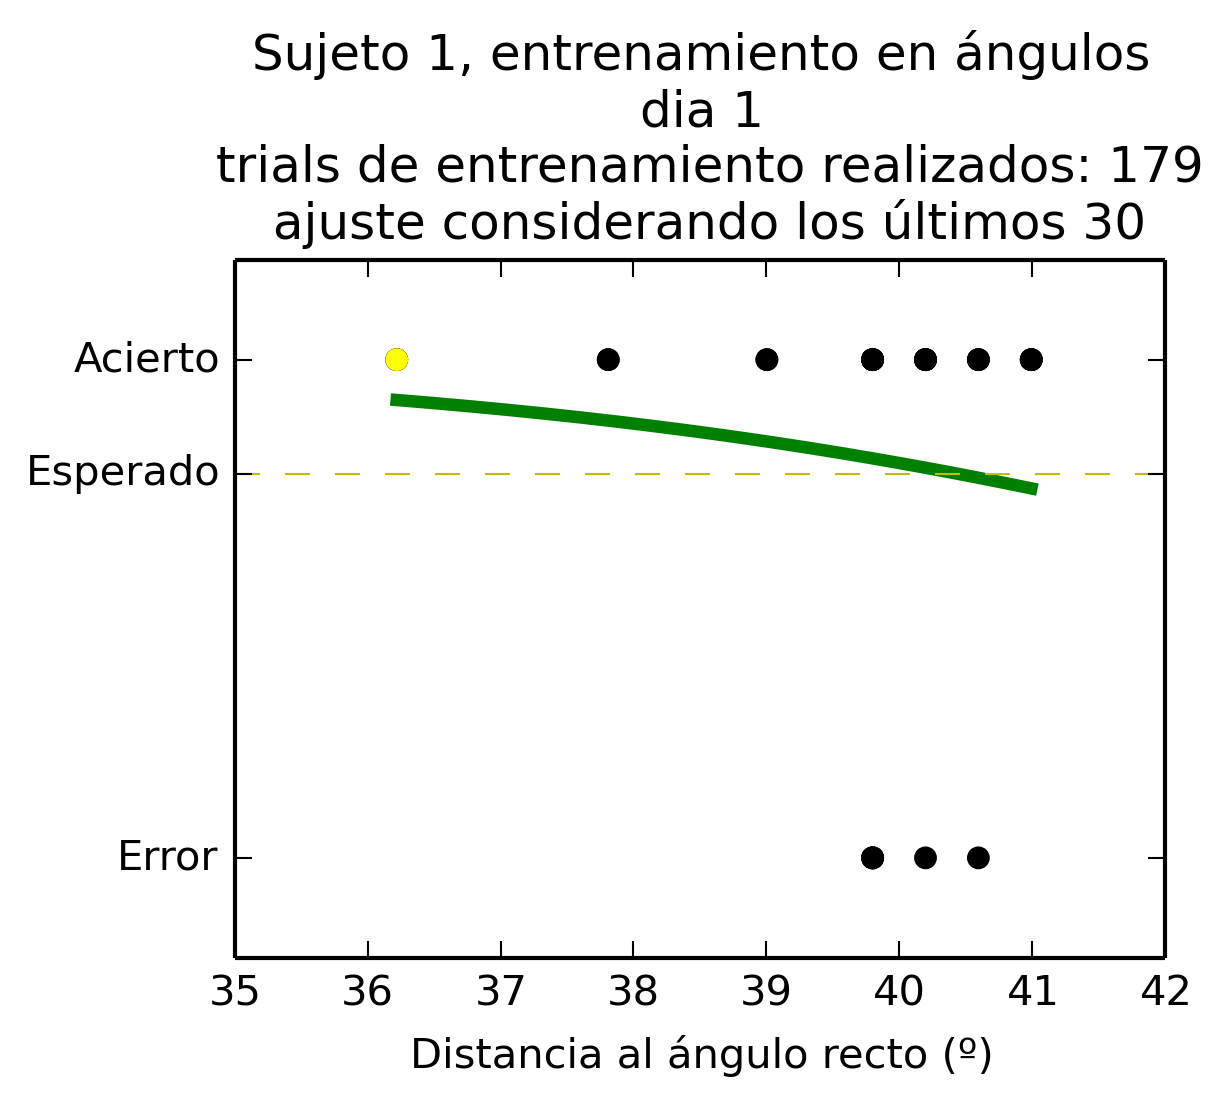 Sujeto 1, entrenamiento en ángulos
dia 1
trials de entrenamiento realizados: 179
ajuste considerando los últimos 30
Acierto
Esperado
Error
35 36 37 38 39 40 41 42
Distancia al ángulo recto (º)